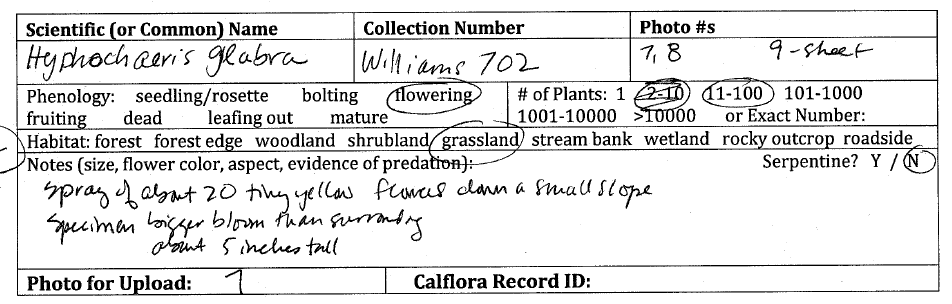 Scientific (or Common) Name Collection Number Photo #s
Hyphochaeris glabra Williams 702 7, 8 9-sheet
Phenology: seedling/rosette bolting flowering # of Plants: 1 2-10 11-100 101-1000
fruiting dead leafing out mature 1001-10000 >10000 or Exact Number:
Habitat: forest forest edge woodland shrubland grassland stream bank wetland rocky outcrop roadside
Notes (size, flower color, aspect, evidence of predation): Serpentine? Y / N
Spray of about 20 tiny yellow flowers down a small slope
Specimen bigger bloom than surrounding
about 5 inches tall
Photo for Upload: 7 Calflora Record ID: